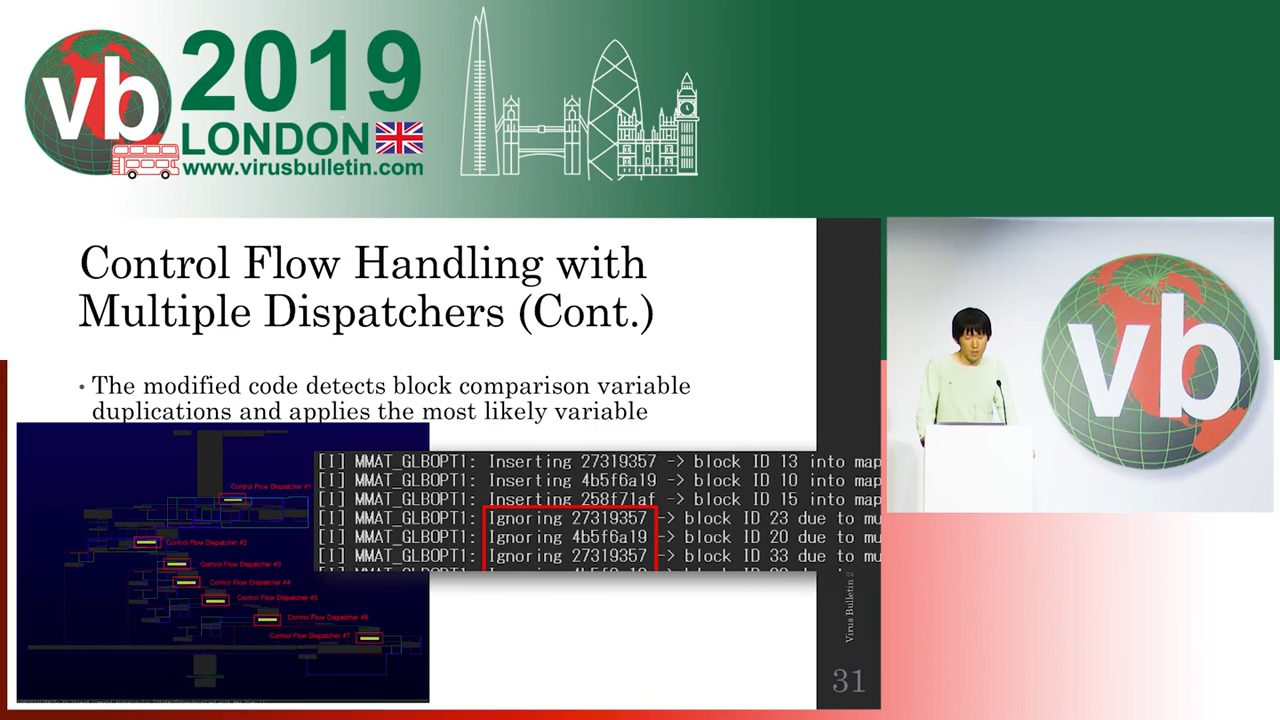 vb
2019
LONDON
www.virusbulletin.com
Control Flow Handling with
Multiple Dispatchers (Cont.)
• The modified code detects block comparison variable
duplications and applies the most likely variable
Control Flow Dispatcher #1
Control Flow Dispatcher #2
Control Flow Dispatcher #3
Control Flow Dispatcher #4
Control Flow Dispatcher #5
Control Flow Dispatcher #6
Control Flow Dispatcher #7
[I] MMAT_GLBOPT1: Inserting 27319357 -> block ID 13 into map
[I] MMAT_GLBOPT1: Inserting 4b5f6a19 -> block ID 10 into map
[I] MMAT_GLBOPT1: Inserting 258f71af -> block ID 15 into map
[I] MMAT_GLBOPT1: Ignoring 27319357 -> block ID 23 due to mu
[I] MMAT_GLBOPT1: Ignoring 4b5f6a19 -> block ID 20 due to mu
[I] MMAT_GLBOPT1: Ignoring 27319357 -> block ID 33 due to mu
Virus Bulletin 2
31
vb